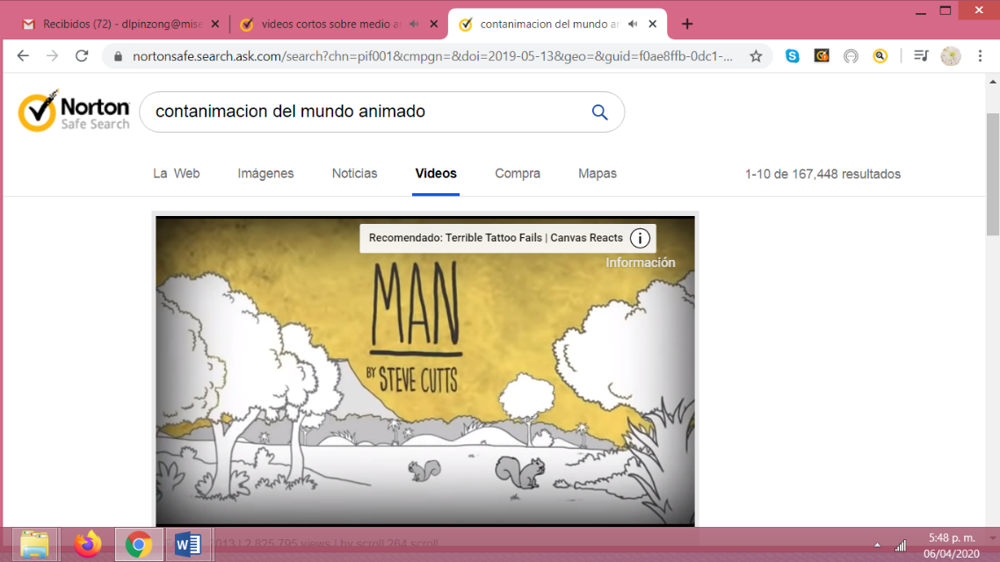 Recibidos (72) - dlpinzong@mise
videos cortos sobre medio a
contanimacion del mundo ar
nortonsafe.search.ask.com/search?chn=pif001&cmpgn=&doi=2019-05-13&geo=&guid=f0ae8ffb-0dc1-...
Norton
Safe Search
contanimacion del mundo animado
La Web
Imágenes
Noticias
Videos
Compra
Mapas
1-10 de 167,448 resultados
Recomendado: Terrible Tattoo Fails | Canvas Reacts
Información
MAN
BY STEVE CUTTS
2013 | 2,825,795 views | by scroll 264 scroll
5:48 p. m.
06/04/2020